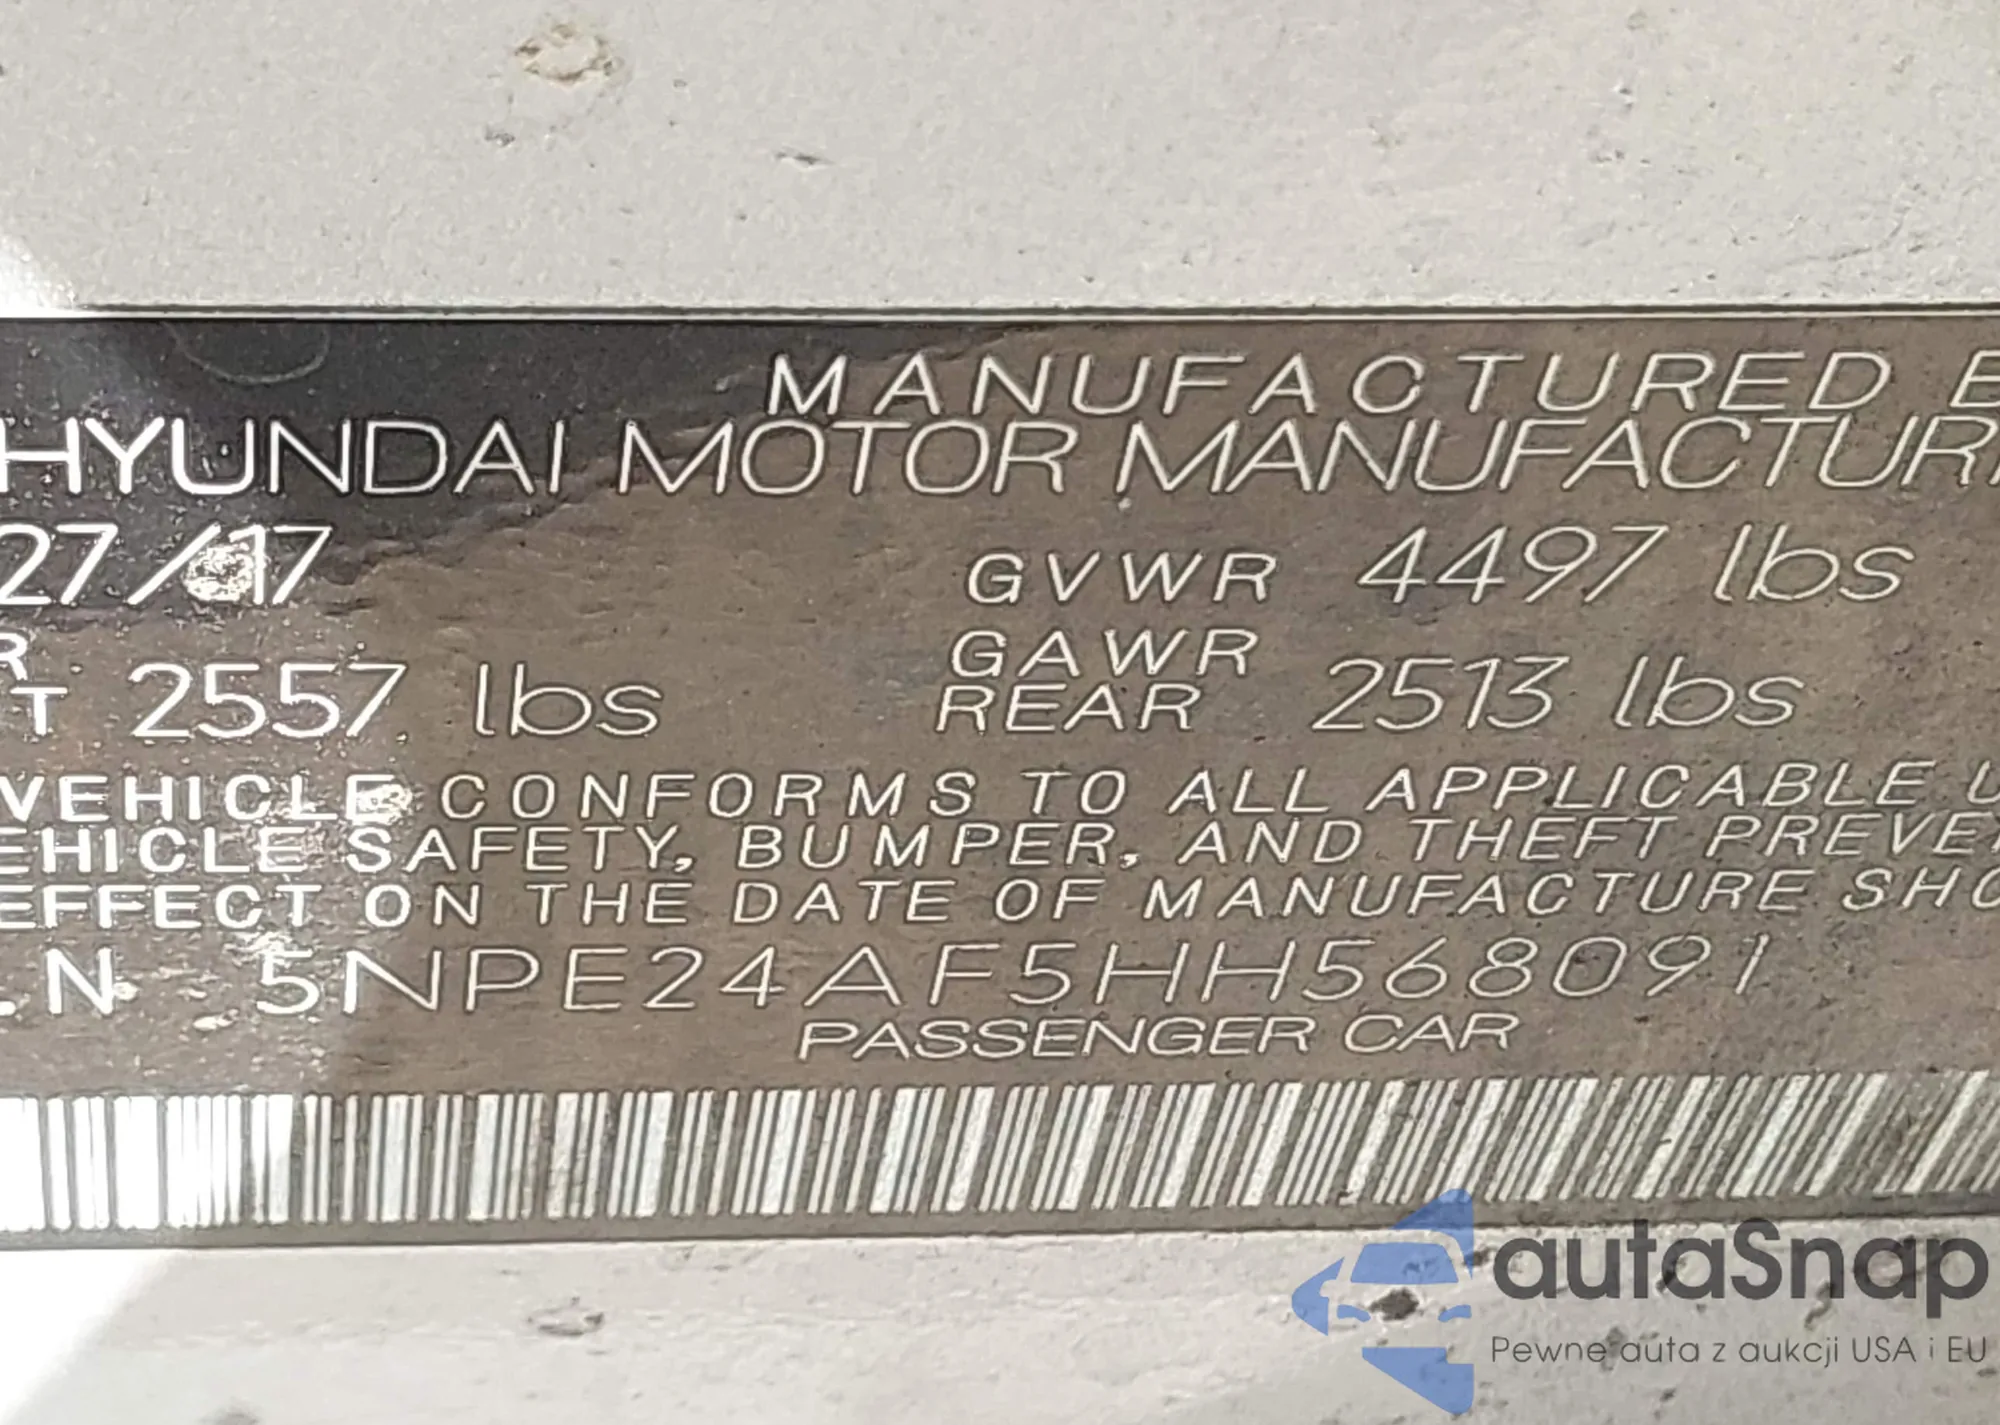 MANUFACTURED B
HYUNDAI MOTOR MANUFACTURI
27/17
GVWR 4497 lbs
R
T 2557 lbs
GAWR
REAR 2513 lbs
VEHICLE CONFORMS TO ALL APPLICABLE U
EHICLE SAFETY, BUMPER, AND THEFT PREVE
EFFECT ON THE DATE OF MANUFACTURE SHO
.N 5NPE24AF5HH568091
PASSENGER CAR
autaSnap
Pewne auta z aukcji USA i EU